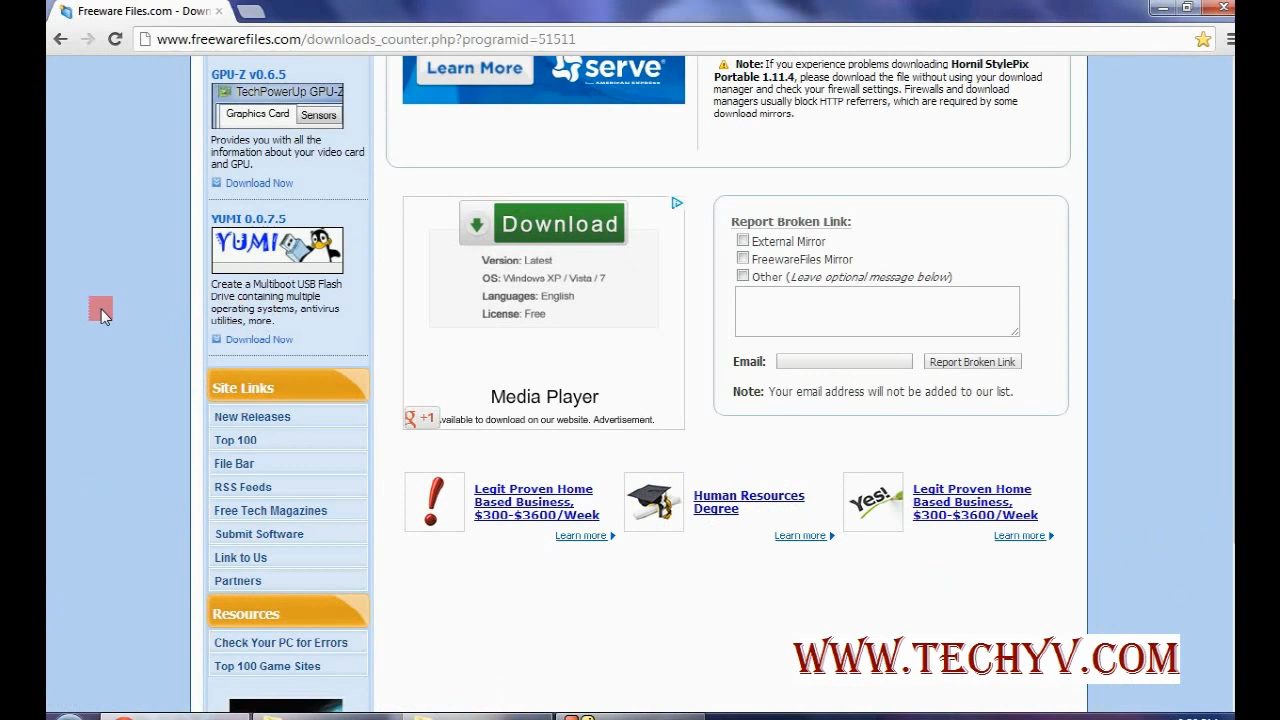 Freeware Files.com - Down
www.freewarefiles.com/downloads_counter.php?programid=51511
GPU-Z v0.6.5
TechPowerUp GPU-Z
Graphics Card
Sensors
Provides you with all the
information about your video card
and GPU.
Download Now
YUMI 0.0.7.5
YUMI
Create a Multiboot USB Flash
Drive containing multiple
operating systems, antivirus
utilities, more.
Download Now
Site Links
New Releases
Top 100
File Bar
RSS Feeds
Free Tech Magazines
Submit Software
Link to Us
Partners
Resources
Check Your PC for Errors
Top 100 Game Sites
Learn More
serve
Note: If you experience problems downloading Hornil StylePix
Portable 1.11.4, please download the file without using your download
manager and check your firewall settings. Firewalls and download
managers usually block HTTP referrers, which are required by some
download mirrors.
Download
Version: Latest
OS: Windows XP / Vista / 7
Languages: English
License: Free
Media Player
g +1
vailable to download on our website. Advertisement.
Report Broken Link:
External Mirror
FreewareFiles Mirror
Other (Leave optional message below)
Email:
Report Broken Link
Note: Your email address will not be added to our list.
Legit Proven Home
Based Business,
$300-$3600/Week
Learn more
Human Resources
Degree
Learn more
Yes!
Legit Proven Home
Based Business,
$300-$3600/Week
Learn more
WWW.TECHYV.COM